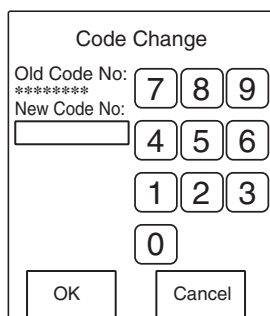 Code Change
Old Code No:
********
New Code No:
7 8 9
4 5 6
1 2 3
0
OK Cancel